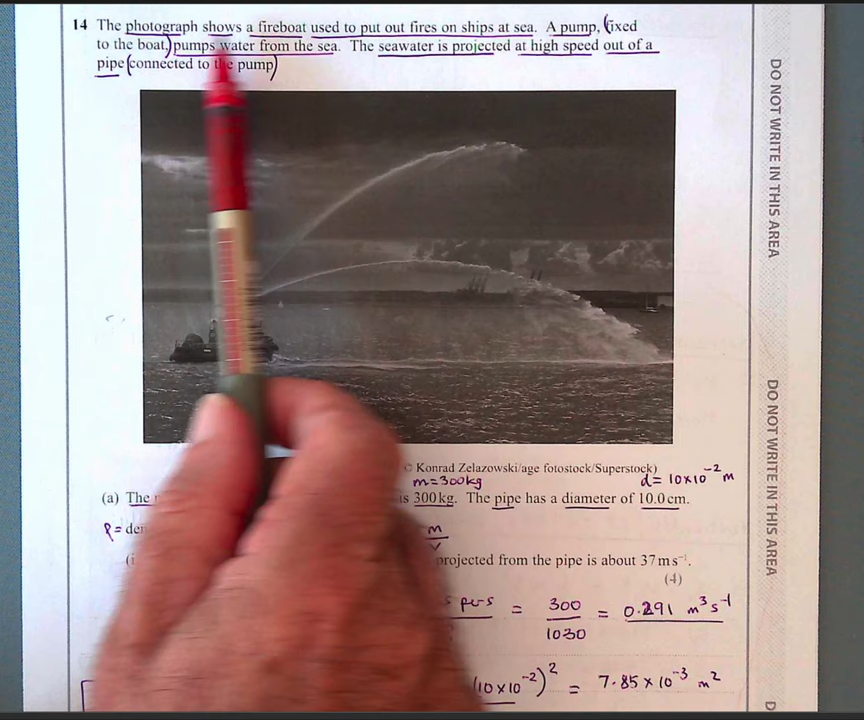 14 The photograph shows a fireboat used to put out fires on ships at sea. A pump, (fixed
to the boat,) pumps water from the sea. The seawater is projected at high speed out of a
pipe (connected to the pump)
DO NOT WRITE IN THIS AREA
© Konrad Zelazowski/age fotostock/Superstock)
m=300kg d= 10×10⁻² m
(a) The is 300kg. The pipe has a diameter of 10.0cm.
ρ= den m/v
(i projected from the pipe is about 37 m s⁻¹.
(4)
DO NOT WRITE IN THIS AREA
per s = 300/1030 = 0.291 m³ s⁻¹
(10×10⁻²)² = 7.85 × 10⁻³ m²
D